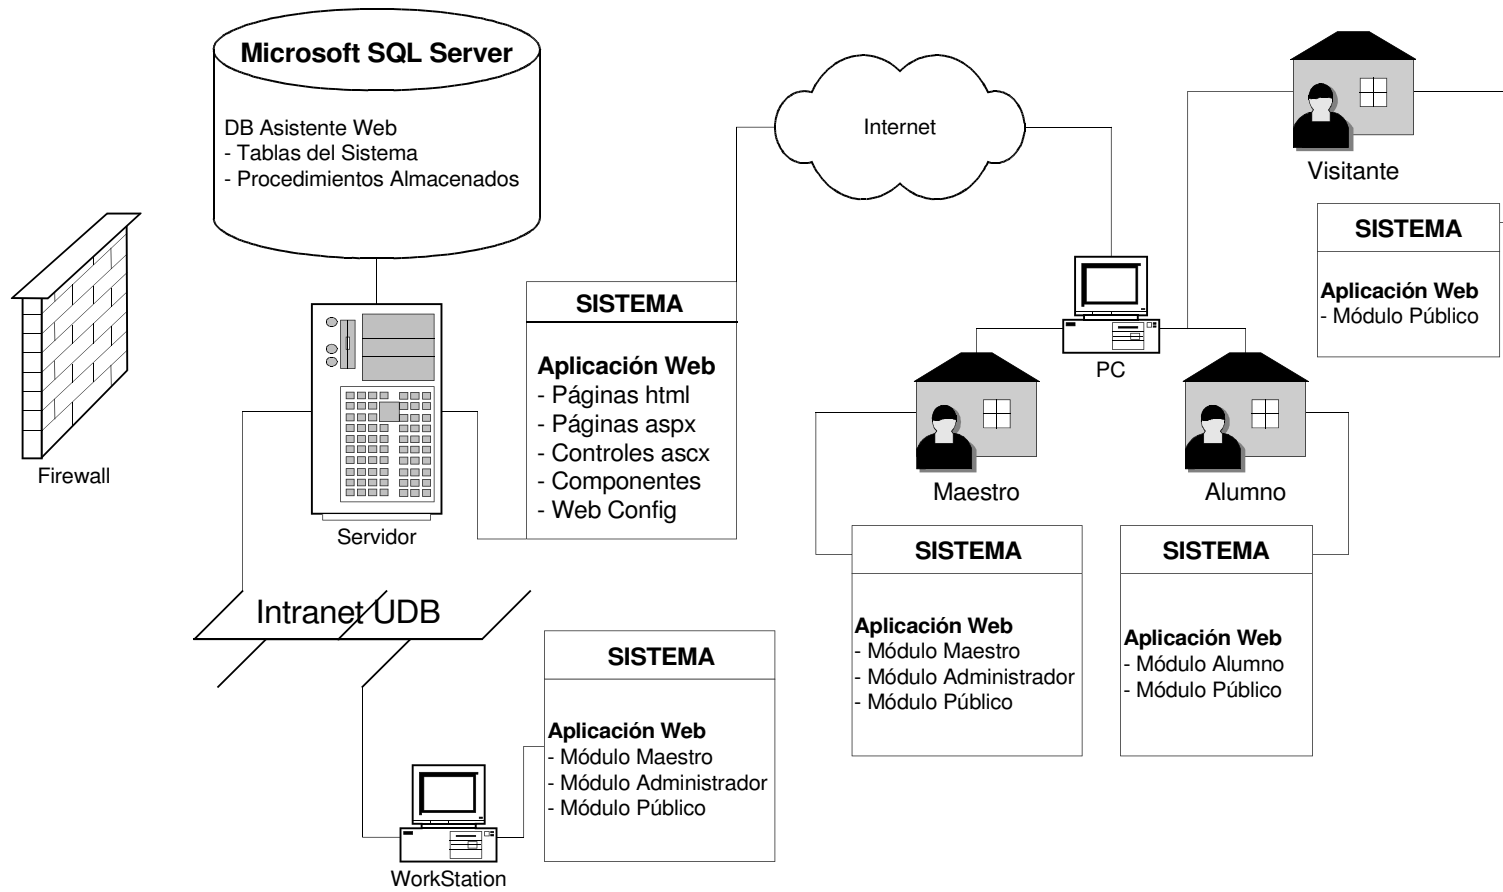 Microsoft SQL Server
DB Asistente Web
- Tablas del Sistema
- Procedimientos Almacenados
Internet
Visitante
SISTEMA
Aplicación Web
- Módulo Público
Firewall
Servidor
SISTEMA
Aplicación Web
- Páginas html
- Páginas aspx
- Controles ascx
- Componentes
- Web Config
PC
Maestro
Alumno
SISTEMA
Aplicación Web
- Módulo Maestro
- Módulo Administrador
- Módulo Público
SISTEMA
Aplicación Web
- Módulo Alumno
- Módulo Público
Intranet UDB
SISTEMA
Aplicación Web
- Módulo Maestro
- Módulo Administrador
- Módulo Público
WorkStation